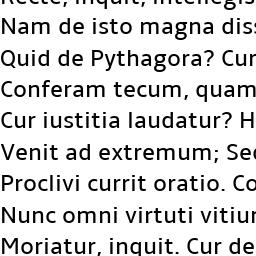 Recte, inquit, intellegis
Nam de isto magna diss
Quid de Pythagora? Cur
Conferam tecum, quam
Cur iustitia laudatur? H
Venit ad extremum; Sed
Proclivi currit oratio. Co
Nunc omni virtuti vitiur
Moriatur, inquit. Cur de